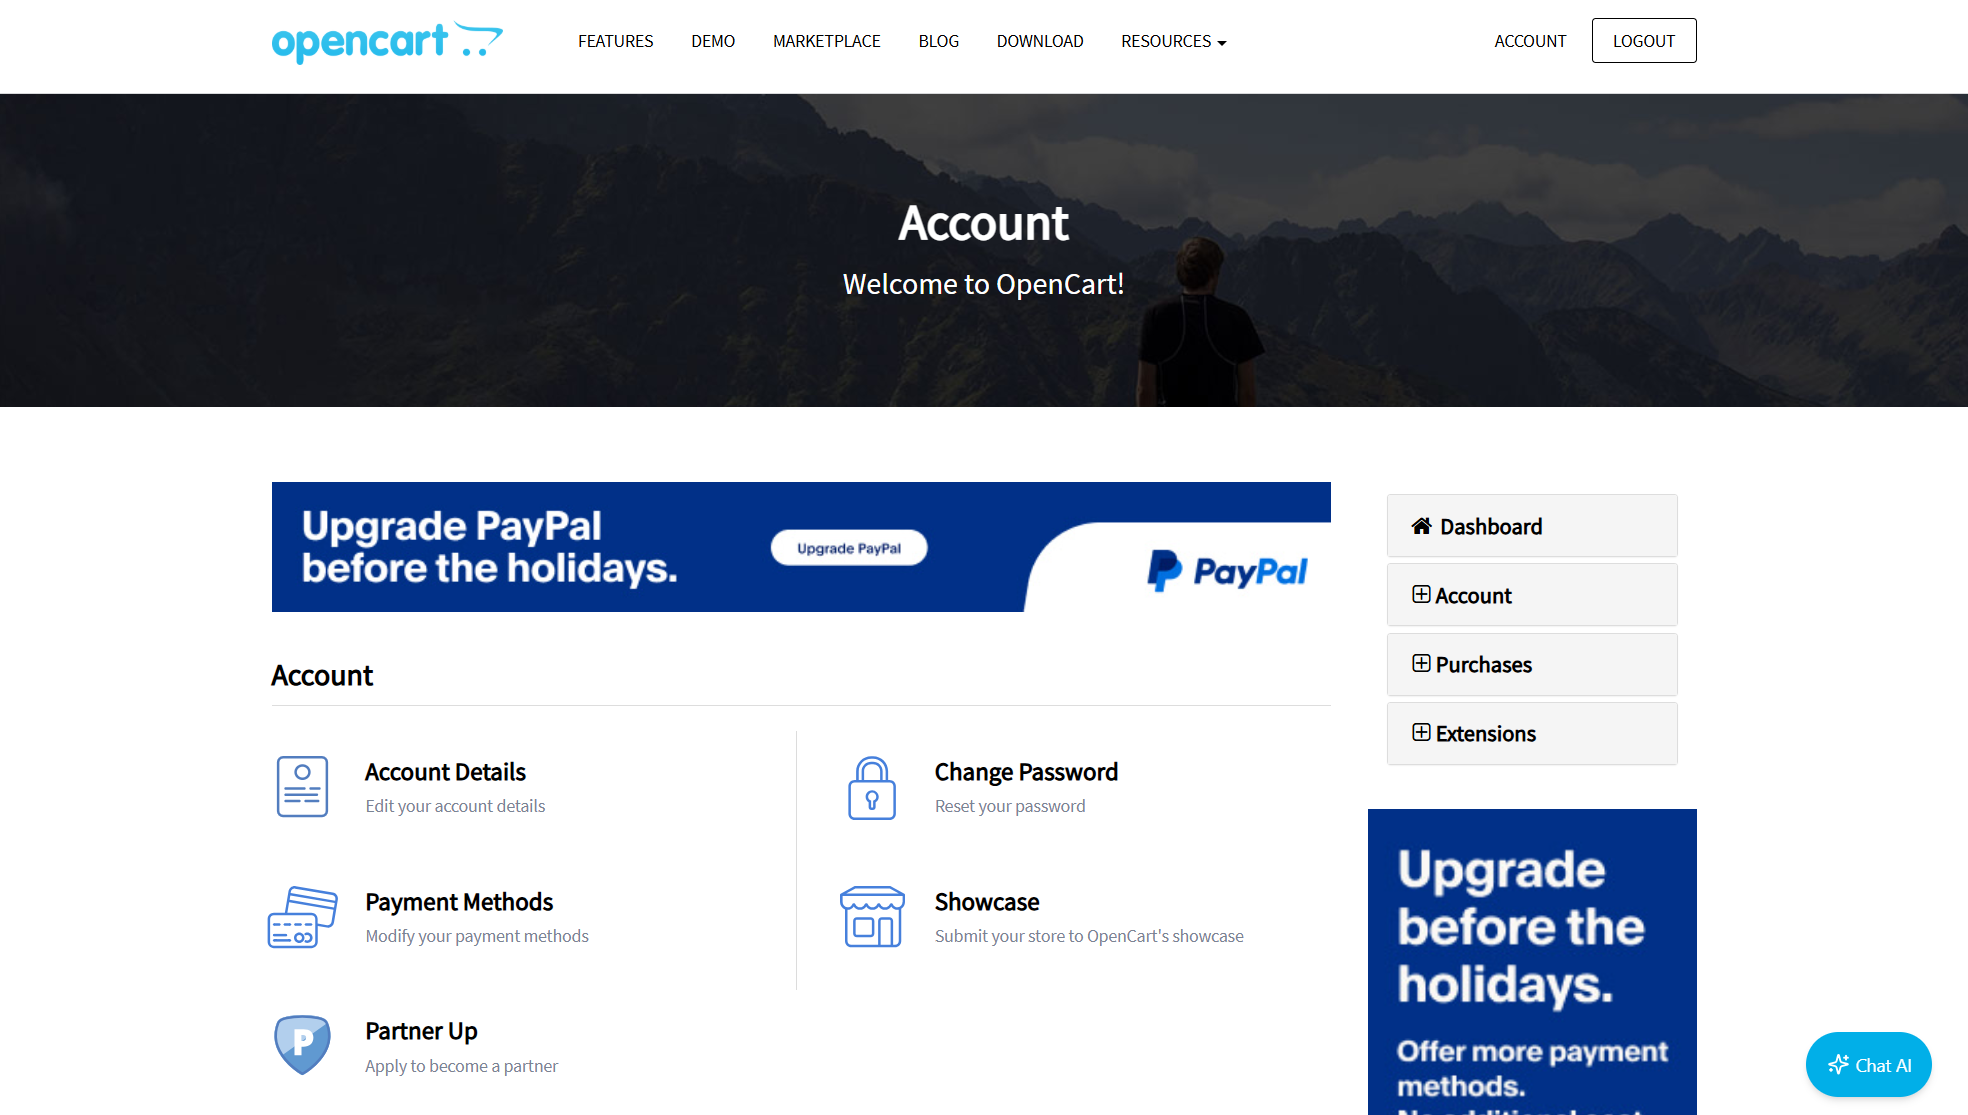 opencart
FEATURES
DEMO
MARKETPLACE
BLOG
DOWNLOAD
RESOURCES
ACCOUNT
LOGOUT
Account
Welcome to OpenCart!
Upgrade PayPal
before the holidays.
Upgrade PayPal
PayPal
Dashboard
Account
Purchases
Extensions
Account
Account Details
Edit your account details
Change Password
Reset your password
Payment Methods
Modify your payment methods
Showcase
Submit your store to OpenCart's showcase
P
Partner Up
Apply to become a partner
Upgrade
before the
holidays.
Offer more payment
methods.
Chat AI